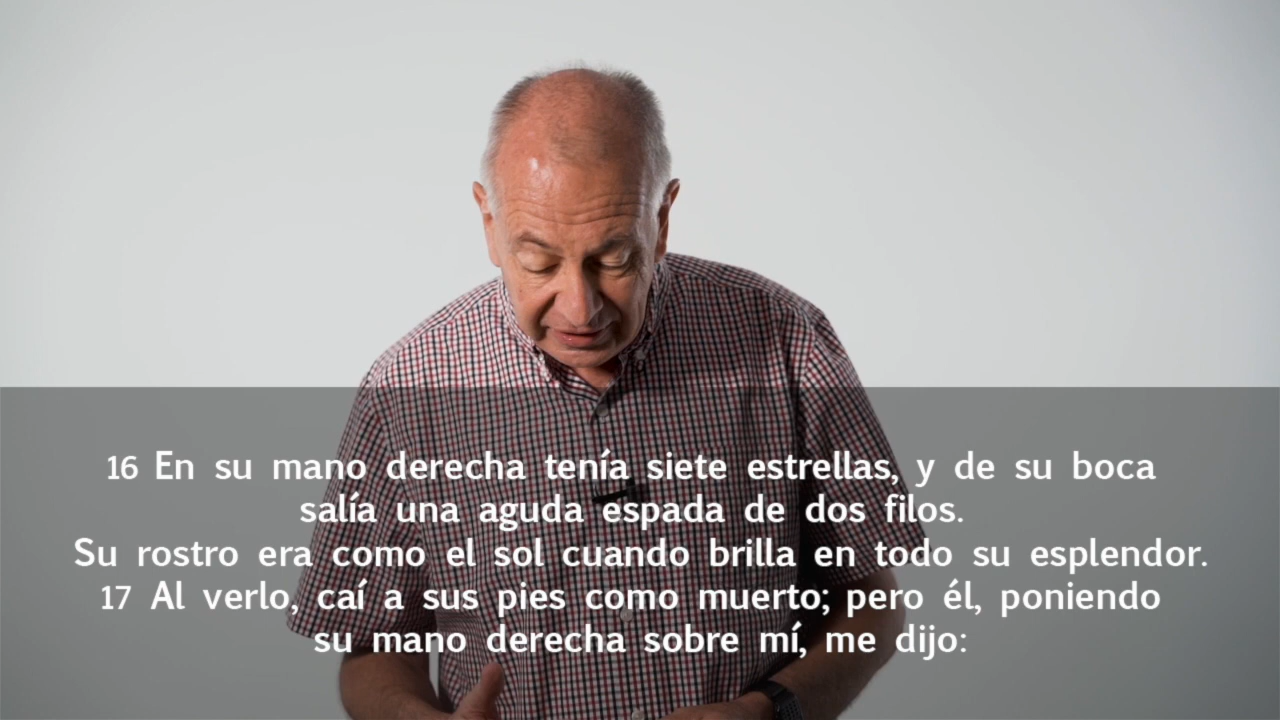 16 En su mano derecha tenía siete estrellas, y de su boca
salía una aguda espada de dos filos.
Su rostro era como el sol cuando brilla en todo su esplendor.
17 Al verlo, caí a sus pies como muerto; pero él, poniendo
su mano derecha sobre mí, me dijo: